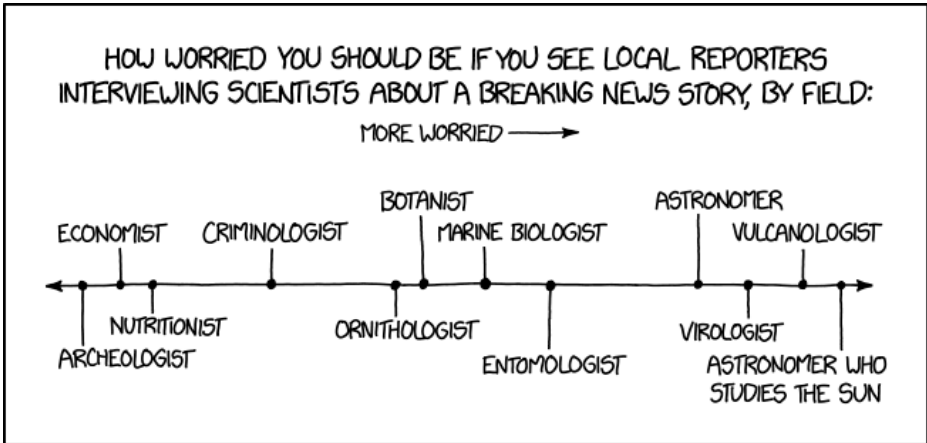 HOW WORRIED YOU SHOULD BE IF YOU SEE LOCAL REPORTERS
INTERVIEWING SCIENTISTS ABOUT A BREAKING NEWS STORY, BY FIELD:
MORE WORRIED
BOTANIST
ASTRONOMER
ECONOMIST
CRIMINOLOGIST
MARINE BIOLOGIST
VULCANOLOGIST
NUTRITIONIST
ORNITHOLOGIST
VIROLOGIST
ARCHEOLOGIST
ENTOMOLOGIST
ASTRONOMER WHO
STUDIES THE SUN